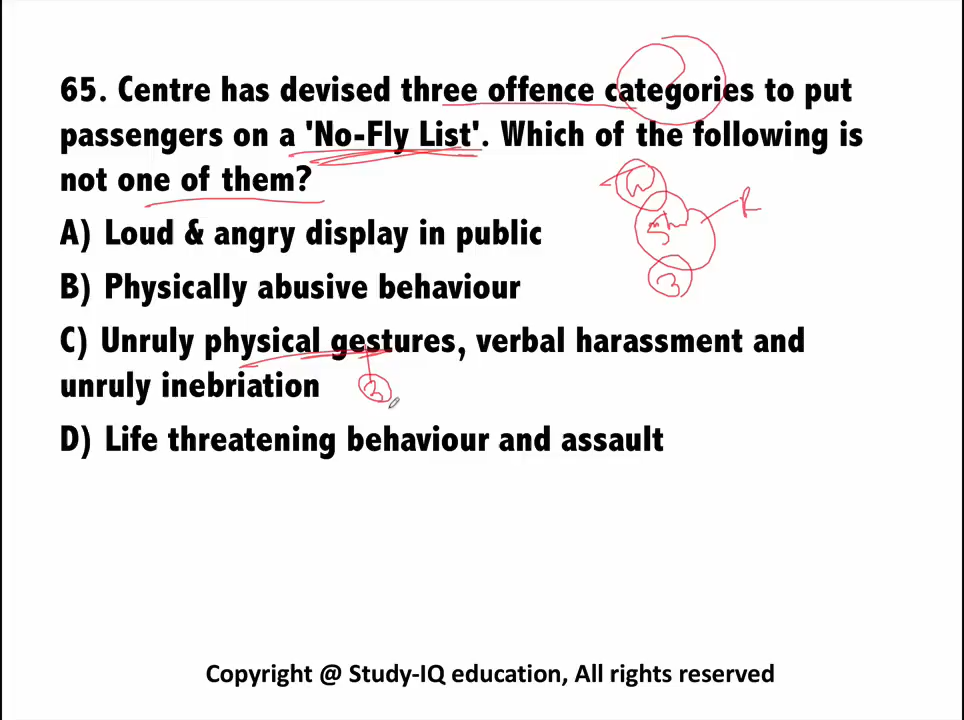 65. Centre has devised three offence categories to put
passengers on a 'No-Fly List'. Which of the following is
not one of them?
A) Loud & angry display in public
B) Physically abusive behaviour
R
3
C) Unruly physical gestures, verbal harassment and
unruly inebriation
3
D) Life threatening behaviour and assault
Copyright @ Study-IQ education, All rights reserved